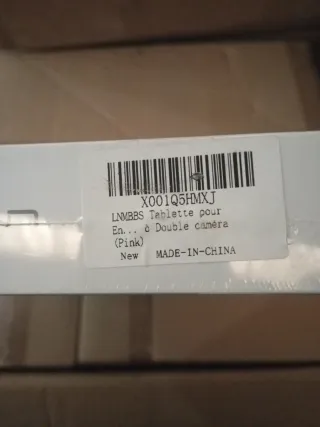 X001Q5HMXJ
LNMBBS Tablette pour
En... à Double caméra
(Pink)
New MADE-IN-CHINA